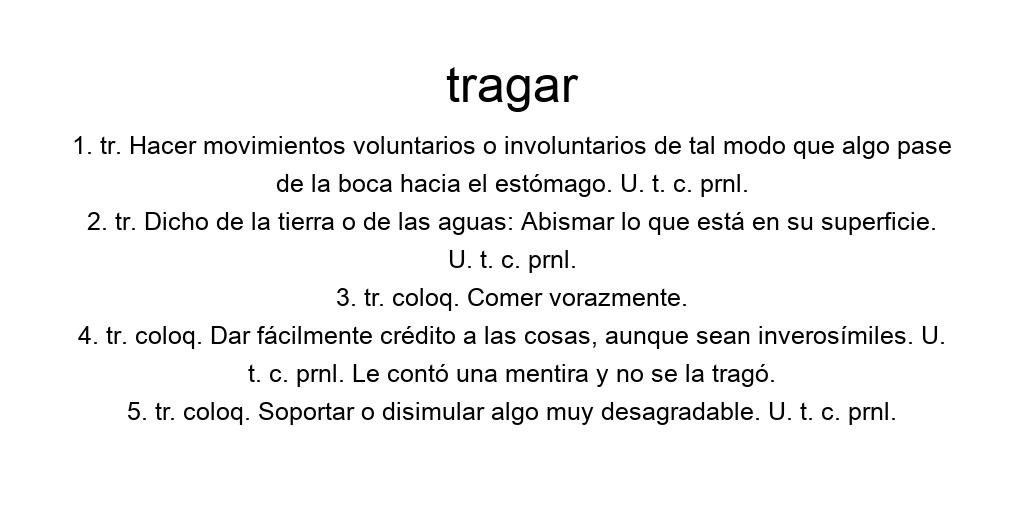 tragar
1. tr. Hacer movimientos voluntarios o involuntarios de tal modo que algo pase
de la boca hacia el estómago. U. t. c. prnl.
2. tr. Dicho de la tierra o de las aguas: Abismar lo que está en su superficie.
U. t. c. prnl.
3. tr. coloq. Comer vorazmente.
4. tr. coloq. Dar fácilmente crédito a las cosas, aunque sean inverosímiles. U.
t. c. prnl. Le contó una mentira y no se la tragó.
5. tr. coloq. Soportar o disimular algo muy desagradable. U. t. c. prnl.